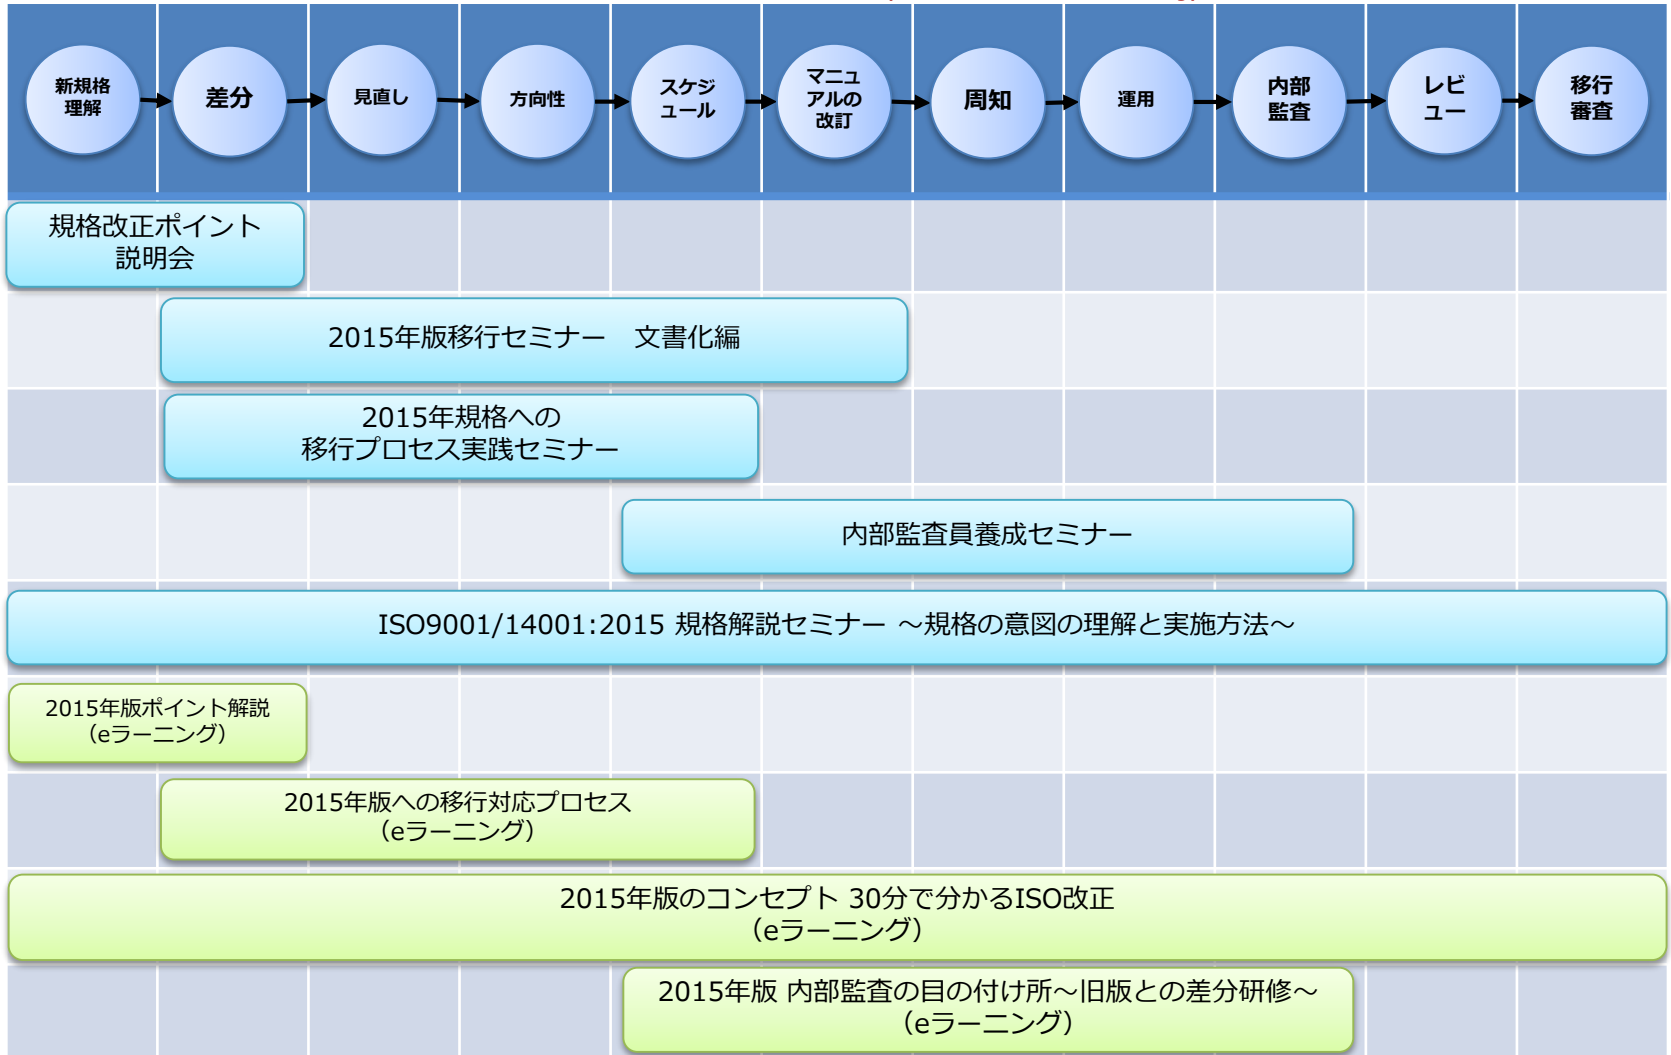 新規格
理解
差分
見直し
方向性
スケジ
ュール
マニュ
アルの
改訂
周知
運用
内部
監査
レビ
ュー
移行
審査
規格改正ポイント
説明会
2015年版移行セミナー　文書化編
2015年規格への
移行プロセス実践セミナー
内部監査員養成セミナー
ISO9001/14001:2015 規格解説セミナー ～規格の意図の理解と実施方法～
2015年版ポイント解説
（eラーニング）
2015年版への移行対応プロセス
（eラーニング）
2015年版のコンセプト 30分で分かるISO改正
（eラーニング）
2015年版 内部監査の目の付け所～旧版との差分研修～
（eラーニング）